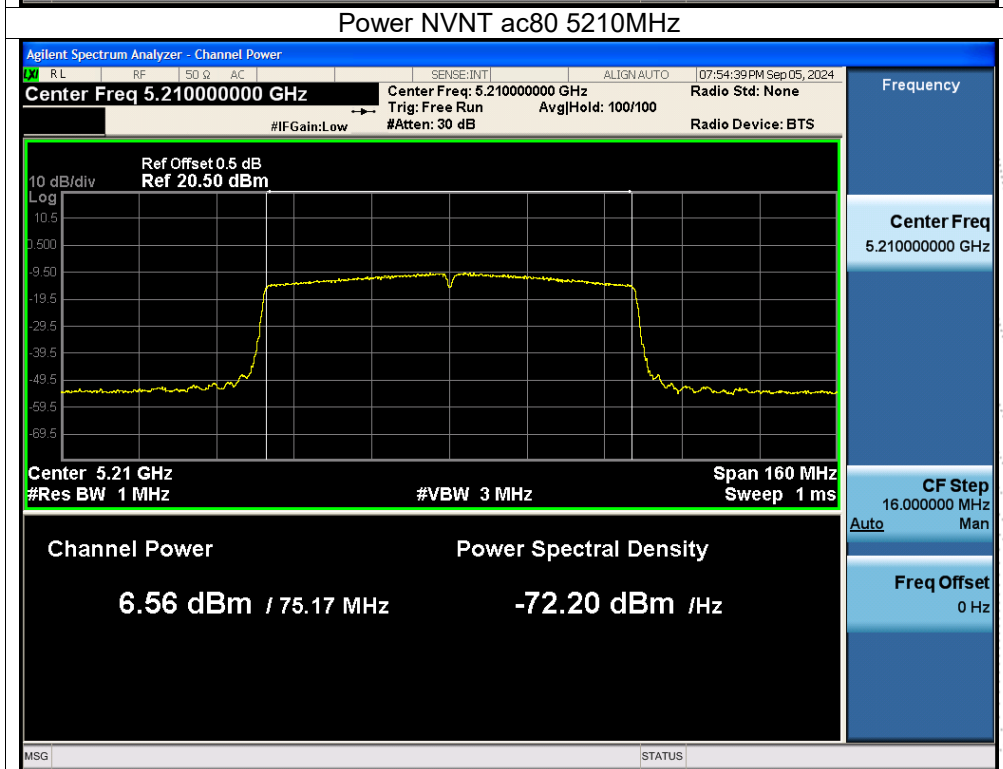 Power NVNT ac80 5210MHz
Agilent Spectrum Analyzer - Channel Power
LXI RL RF 50 Ω AC SENSE:INT ALIGN AUTO 07:54:39 PM Sep 05, 2024
Center Freq 5.210000000 GHz
Center Freq: 5.210000000 GHz Radio Std: None
Trig: Free Run Avg|Hold: 100/100
#IFGain:Low #Atten: 30 dB Radio Device: BTS
Ref Offset 0.5 dB
10 dB/div Ref 20.50 dBm
Log
10.5
0.500
-9.50
-19.5
-29.5
-39.5
-49.5
-59.5
-69.5
Center 5.21 GHz Span 160 MHz
#Res BW 1 MHz #VBW 3 MHz Sweep 1 ms
Channel Power Power Spectral Density
6.56 dBm / 75.17 MHz -72.20 dBm /Hz
Frequency
Center Freq
5.210000000 GHz
CF Step
16.000000 MHz
Auto Man
Freq Offset
0 Hz
MSG STATUS